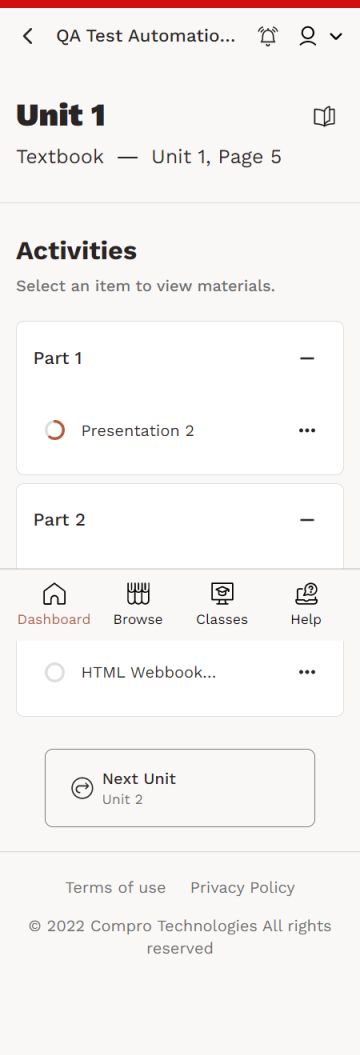 QA Test Automatio...
Unit 1
Textbook — Unit 1, Page 5
Activities
Select an item to view materials.
Part 1
Presentation 2
Part 2
Dashboard Browse Classes Help
HTML Webbook...
Next Unit
Unit 2
Terms of use Privacy Policy
© 2022 Compro Technologies All rights
reserved